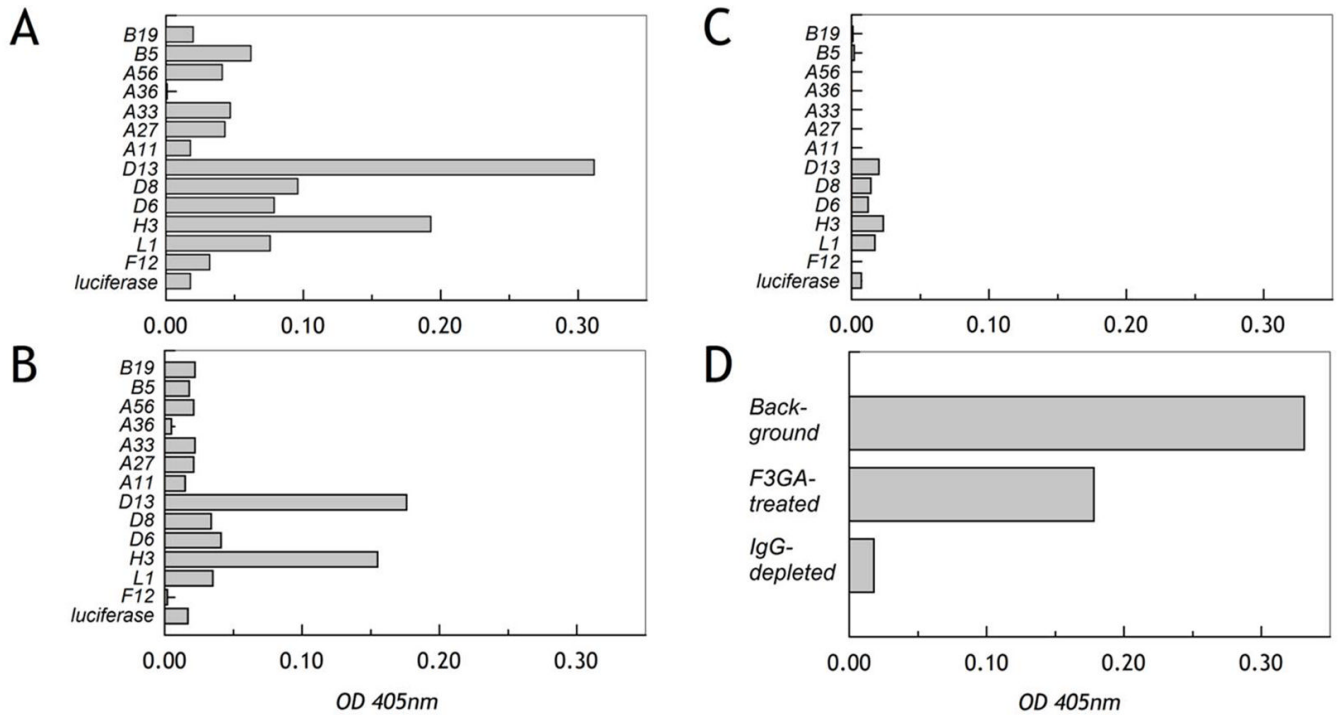 A
B19
B5
A56
A36
A33
A27
A11
D13
D8
D6
H3
L1
F12
luciferase
0.00 0.10 0.20 0.30
B
B19
B5
A56
A36
A33
A27
A11
D13
D8
D6
H3
L1
F12
luciferase
0.00 0.10 0.20 0.30
OD 405nm
C
B19
B5
A56
A36
A33
A27
A11
D13
D8
D6
H3
L1
F12
luciferase
0.00 0.10 0.20 0.30
D
Back-
ground
F3GA-
treated
IgG-
depleted
0.00 0.10 0.20 0.30
OD 405nm